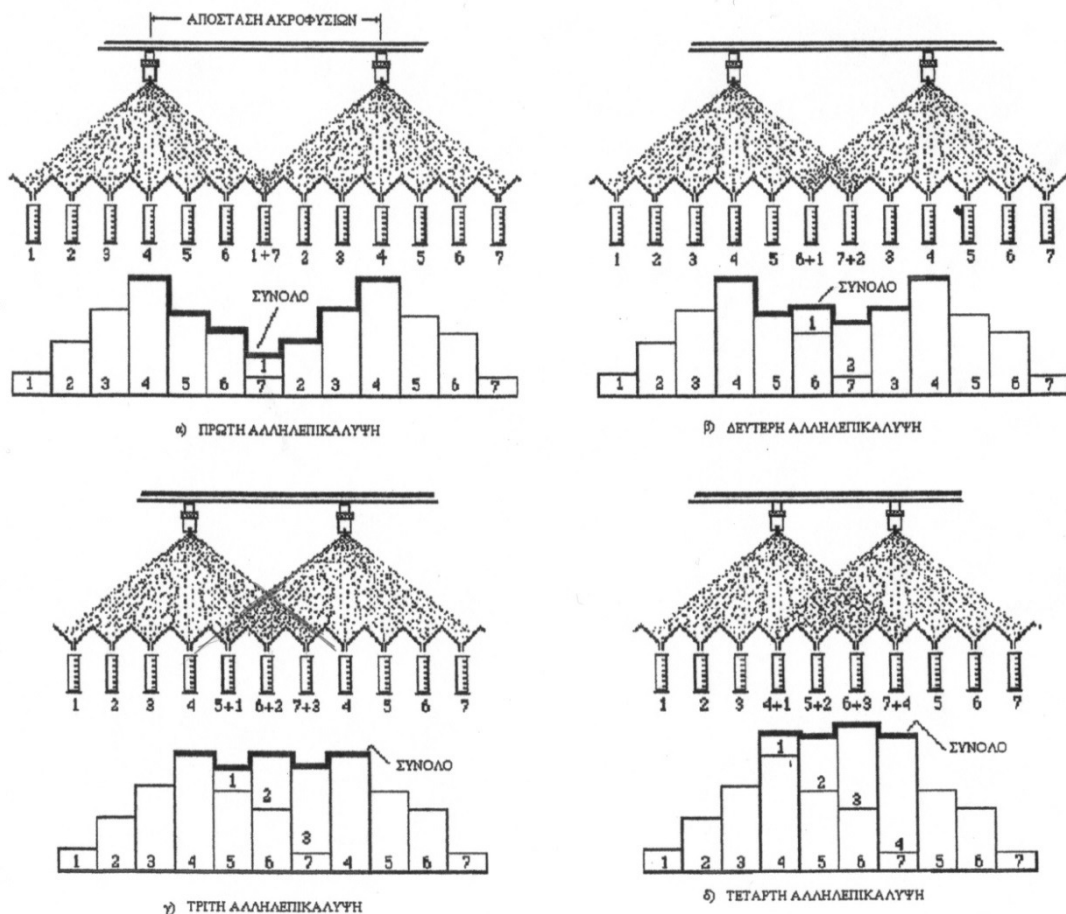 ΑΠΟΣΤΑΣΗ ΑΚΡΟΦΥΣΙΩΝ
1 2 3 4 5 6 1+7 2 3 4 5 6 7
ΣΥΝΟΛΟ
1
1 2 3 4 5 6 7 2 3 4 5 6 7
α) ΠΡΩΤΗ ΑΛΛΗΛΕΠΙΚΑΛΥΨΗ
1 2 3 4 5 6+1 7+2 3 4 5 6 7
ΣΥΝΟΛΟ
1
2
1 2 3 4 5 6 7 3 4 5 6 7
β) ΔΕΥΤΕΡΗ ΑΛΛΗΛΕΠΙΚΑΛΥΨΗ
1 2 3 4 5+1 6+2 7+3 4 5 6 7
ΣΥΝΟΛΟ
1
2
3
1 2 3 4 5 6 7 4 5 6 7
γ) ΤΡΙΤΗ ΑΛΛΗΛΕΠΙΚΑΛΥΨΗ
1 2 3 4+1 5+2 6+3 7+4 5 6 7
ΣΥΝΟΛΟ
1
2
3
4
1 2 3 4 5 6 7 5 6 7
δ) ΤΕΤΑΡΤΗ ΑΛΛΗΛΕΠΙΚΑΛΥΨΗ